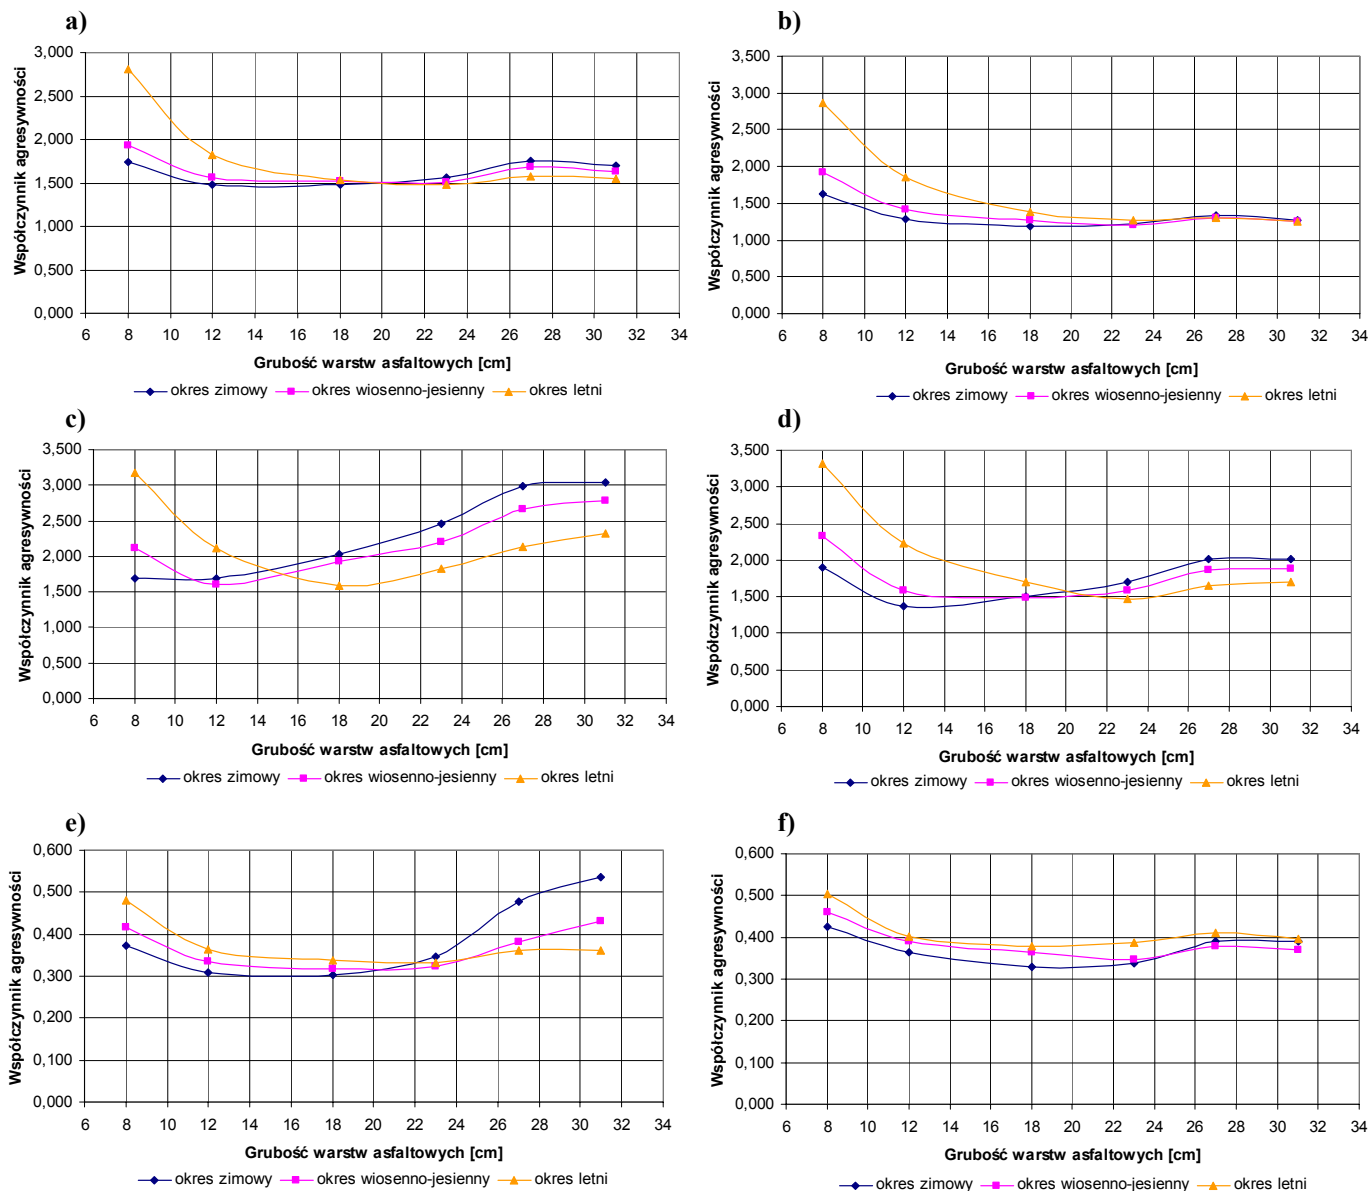 a)
3,000
2,500
2,000
1,500
1,000
0,500
0,000
6 8 10 12 14 16 18 20 22 24 26 28 30 32 34
Współczynnik agresywności
Grubość warstw asfaltowych [cm]
okres zimowy okres wiosenno-jesienny okres letni
b)
3,500
3,000
2,500
2,000
1,500
1,000
0,500
0,000
6 8 10 12 14 16 18 20 22 24 26 28 30 32 34
Współczynnik agresywności
Grubość warstw asfaltowych [cm]
okres zimowy okres wiosenno-jesienny okres letni
c)
3,500
3,000
2,500
2,000
1,500
1,000
0,500
0,000
6 8 10 12 14 16 18 20 22 24 26 28 30 32 34
Współczynnik agresywności
Grubość warstw asfaltowych [cm]
okres zimowy okres wiosenno-jesienny okres letni
d)
3,500
3,000
2,500
2,000
1,500
1,000
0,500
0,000
6 8 10 12 14 16 18 20 22 24 26 28 30 32 34
Współczynnik agresywności
Grubość warstw asfaltowych [cm]
okres zimowy okres wiosenno-jesienny okres letni
e)
0,600
0,500
0,400
0,300
0,200
0,100
0,000
6 8 10 12 14 16 18 20 22 24 26 28 30 32 34
Współczynnik agresywności
Grubość warstw asfaltowych [cm]
okres zimowy okres wiosenno-jesienny okres letni
f)
0,600
0,500
0,400
0,300
0,200
0,100
0,000
6 8 10 12 14 16 18 20 22 24 26 28 30 32 34
Współczynnik agresywności
Grubość warstw asfaltowych [cm]
okres zimowy okres wiosenno-jesienny okres letni